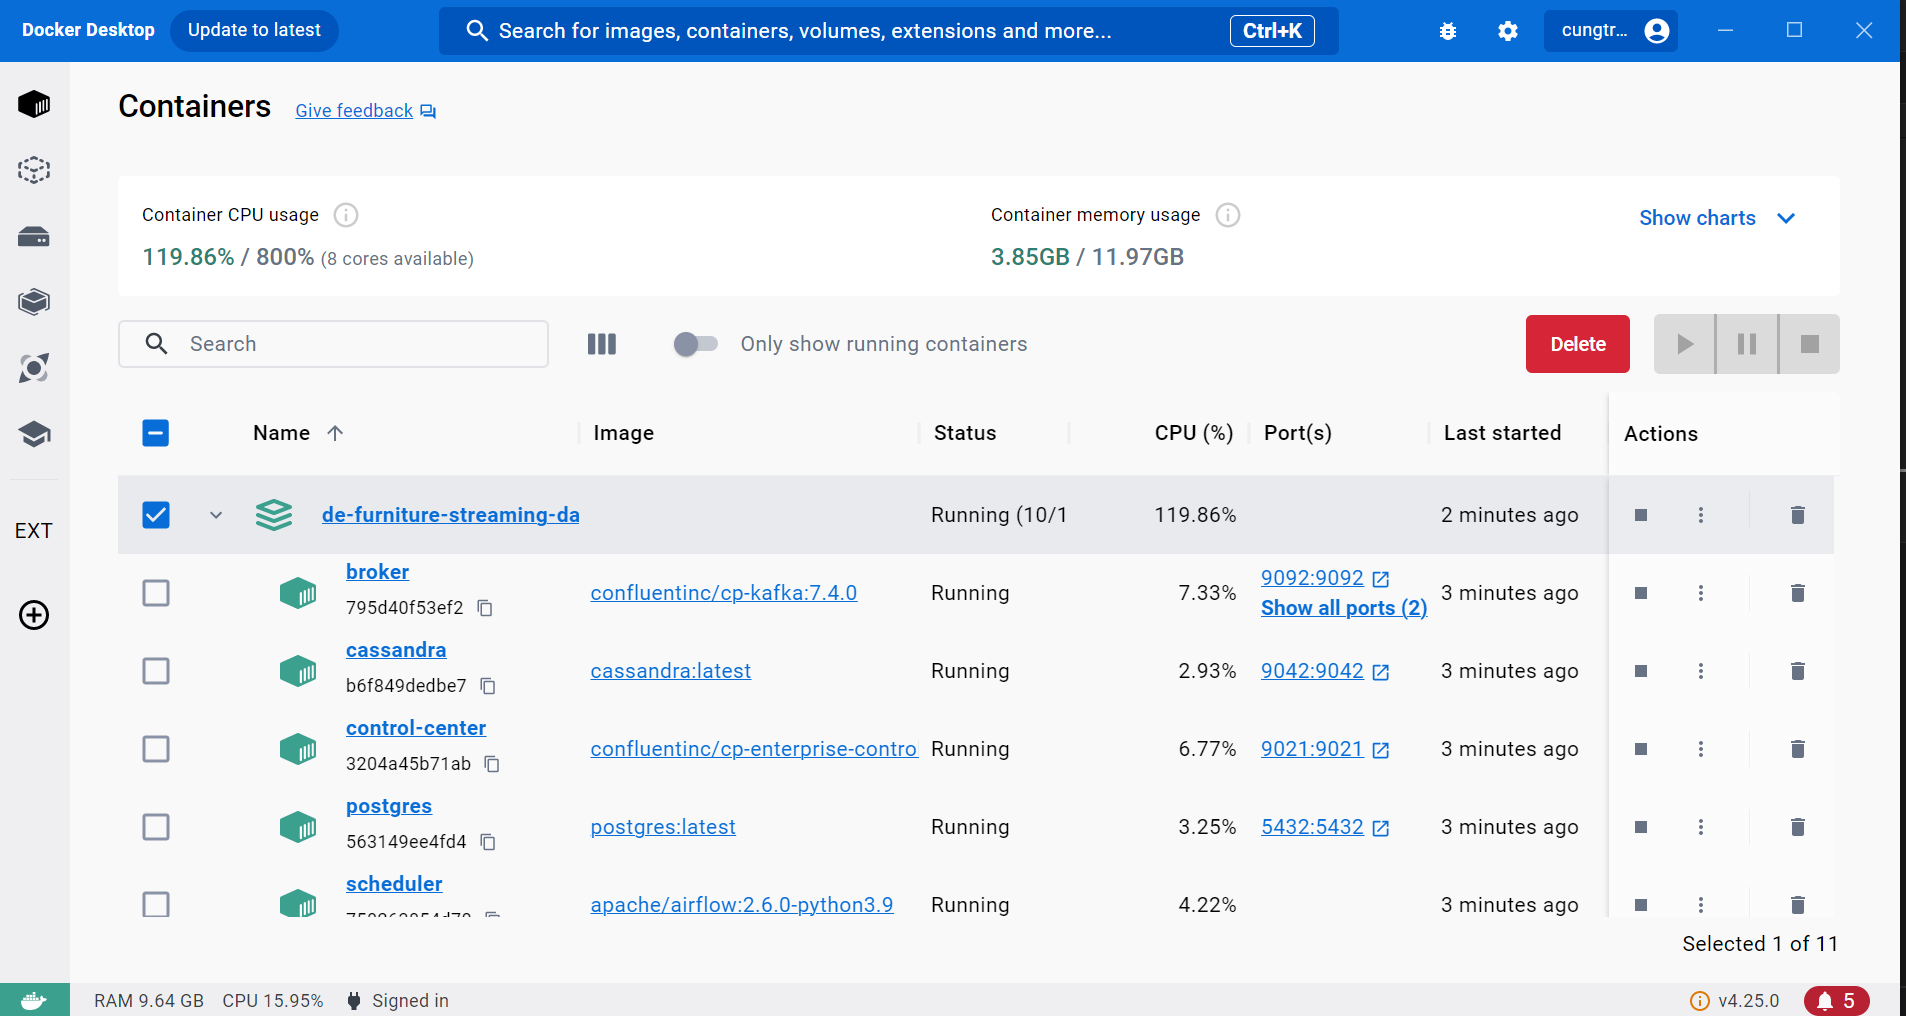 Docker Desktop Update to latest Search for images, containers, volumes, extensions and more... Ctrl+K cungtr...
Containers Give feedback
Container CPU usage Container memory usage Show charts
119.86% / 800% (8 cores available) 3.85GB / 11.97GB
Search Only show running containers Delete
Name Image Status CPU (%) Port(s) Last started Actions
de-furniture-streaming-da Running (10/1 119.86% 2 minutes ago
EXT
broker
795d40f53ef2 confluentinc/cp-kafka:7.4.0 Running 7.33% 9092:9092 3 minutes ago
Show all ports (2)
cassandra
b6f849dedbe7 cassandra:latest Running 2.93% 9042:9042 3 minutes ago
control-center
3204a45b71ab confluentinc/cp-enterprise-contro Running 6.77% 9021:9021 3 minutes ago
postgres
563149ee4fd4 postgres:latest Running 3.25% 5432:5432 3 minutes ago
scheduler
apache/airflow:2.6.0-python3.9 Running 4.22% 3 minutes ago
Selected 1 of 11
RAM 9.64 GB CPU 15.95% Signed in v4.25.0 5